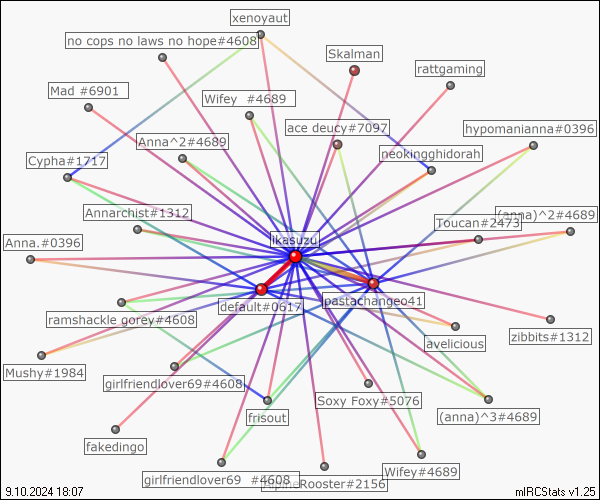 xenoyaut
no cops no laws no hope#4608
Skalman
rattgaming
Mad #6901
Wifey #4689
ace deucy#7097
hypomanianna#0396
Anna^2#4689
neokingghidorah
Cypha#1717
Annarchist#1312
(anna)^2#4689
Toucan#2473
Anna.#0396
Ikasuzu
default#0617
pastachangeo41
ramshackle gorey#4608
avelicious
zibbits#1312
Mushy#1984
girlfriendlover69#4608
Soxy Foxy#5076
frisout
(anna)^3#4689
fakedingo
girlfriendlover69 #4608
Wifey#4689
Rooster#2156
9.10.2024 18:07
mIRCStats v1.25